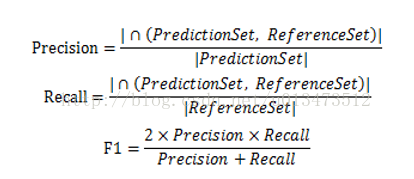 Precision = |∩(PredictionSet, ReferenceSet)| / |PredictionSet|
Recall = |∩(PredictionSet, ReferenceSet)| / |ReferenceSet|
F1 = 2 × Precision × Recall / Precision + Recall